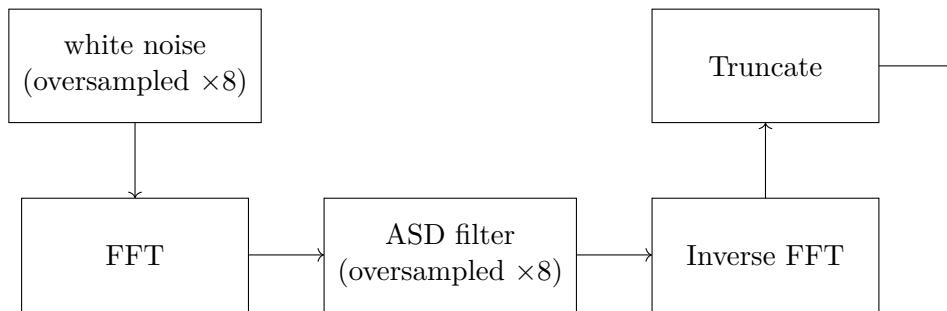 white noise
(oversampled ×8)
Truncate
FFT
ASD filter
(oversampled ×8)
Inverse FFT